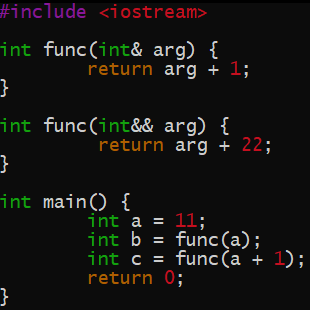 #include <iostream>

int func(int& arg) {
        return arg + 1;
}

int func(int&& arg) {
         return arg + 22;
}

int main() {
        int a = 11;
        int b = func(a);
        int c = func(a + 1);
        return 0;
}